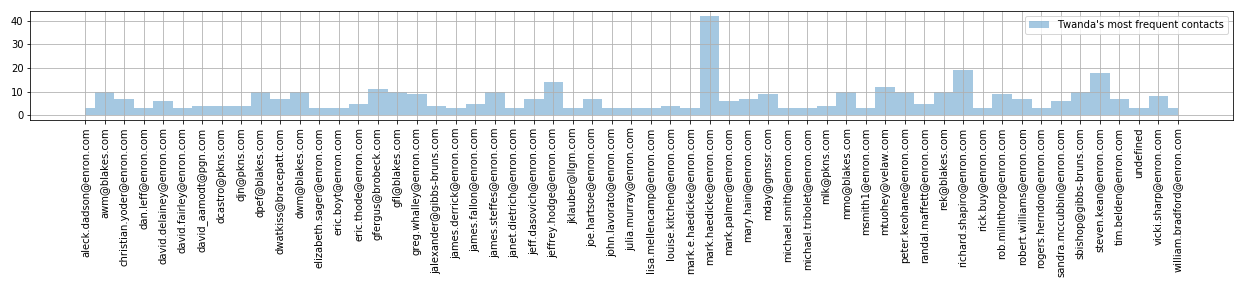 40
30
20
10
0
Twanda's most frequent contacts
aleck.dadson@enron.com
awm@blakes.com
christian.yoder@enron.com
dan.leff@enron.com
david.delainey@enron.com
david.fairley@enron.com
david_aamodt@pgn.com
dcastro@pkns.com
djn@pkns.com
dpef@blakes.com
dwatkiss@bracepatt.com
dwm@blakes.com
elizabeth.sager@enron.com
eric.boyt@enron.com
eric.thode@enron.com
gfergus@brobeck.com
gfl@blakes.com
greg.whalley@enron.com
jalexander@gibbs-bruns.com
james.derrick@enron.com
james.fallon@enron.com
james.steffes@enron.com
janet.dietrich@enron.com
jeff.dasovich@enron.com
jeffrey.hodge@enron.com
jklauber@llgm.com
joe.hartsoe@enron.com
john.lavorato@enron.com
julia.murray@enron.com
lisa.mellencamp@enron.com
louise.kitchen@enron.com
mark.e.haedicke@enron.com
mark.haedicke@enron.com
mark.palmer@enron.com
mary.hain@enron.com
mday@gmssr.com
michael.smith@enron.com
michael.tribolet@enron.com
mlk@pkns.com
mmo@blakes.com
msmith1@enron.com
mtuohey@velaw.com
peter.keohane@enron.com
randal.maffett@enron.com
rek@blakes.com
richard.shapiro@enron.com
rick.buy@enron.com
rob.milnthorp@enron.com
robert.williams@enron.com
rogers.herndon@enron.com
sandra.mccubbin@enron.com
sbishop@gibbs-bruns.com
steven.kean@enron.com
tim.belden@enron.com
undefined
vicki.sharp@enron.com
william.bradford@enron.com